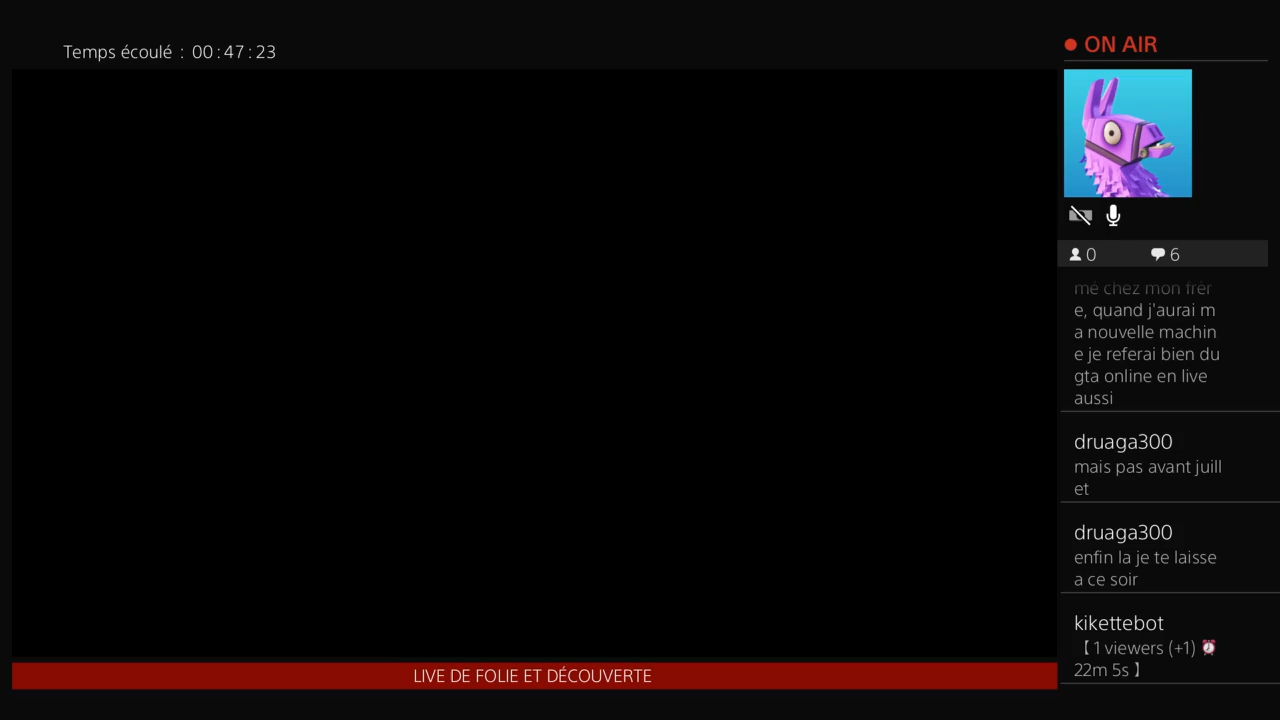 Temps écoulé : 00:47:23
ON AIR
0 6
mé chez mon frèr
e, quand j'aurai m
a nouvelle machin
e je referai bien du
gta online en live
aussi
druaga300
mais pas avant juill
et
druaga300
enfin la je te laisse
a ce soir
kikettebot
【 1 viewers (+1) ⏰
22m 5s 】
LIVE DE FOLIE ET DÉCOUVERTE